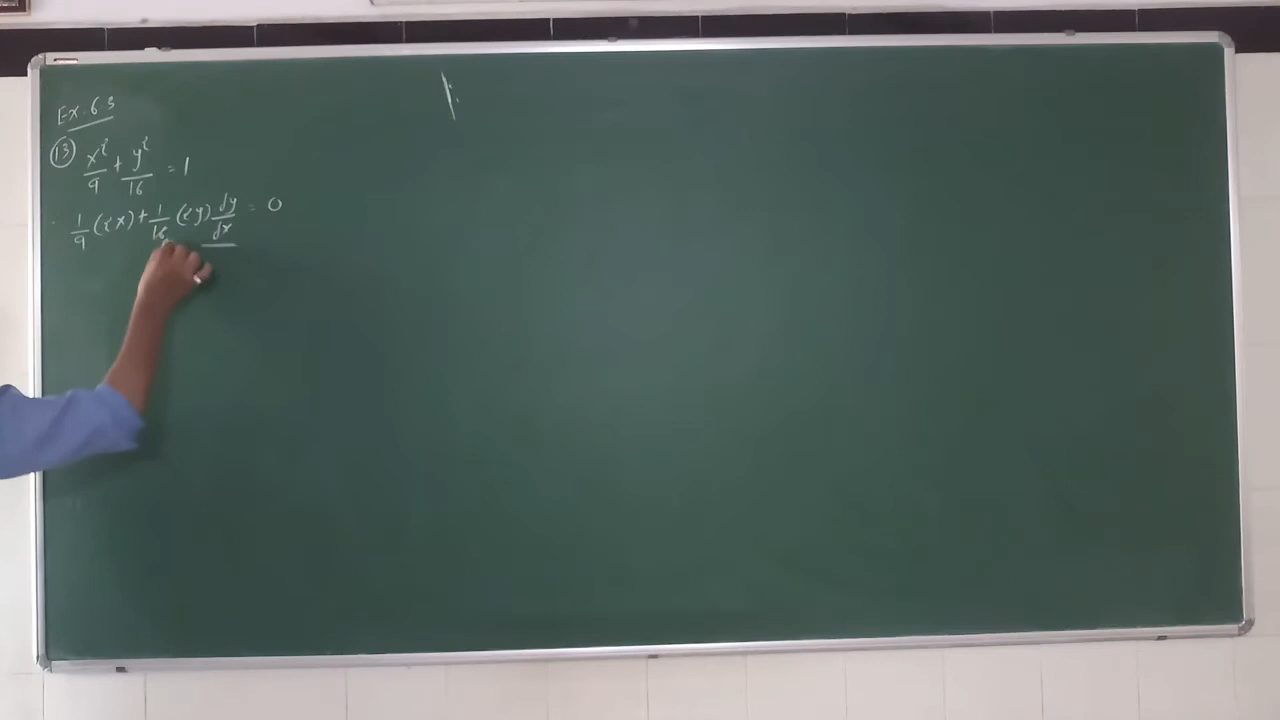 Ex. 6.3
(13) x²/9 + y²/16 = 1
1/9 (2x) + 1/16 (2y) dy/dx = 0